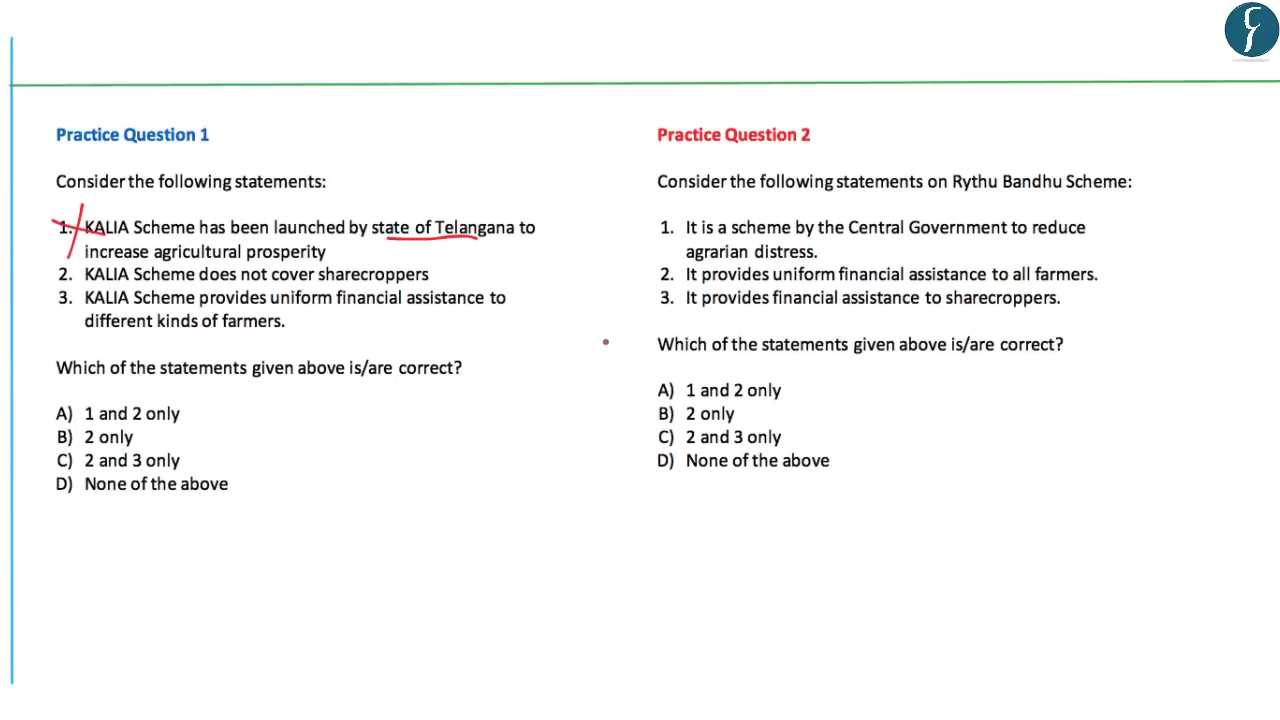 Practice Question 1
Consider the following statements:
1. KALIA Scheme has been launched by state of Telangana to
increase agricultural prosperity
2. KALIA Scheme does not cover sharecroppers
3. KALIA Scheme provides uniform financial assistance to
different kinds of farmers.
Which of the statements given above is/are correct?
A) 1 and 2 only
B) 2 only
C) 2 and 3 only
D) None of the above
Practice Question 2
Consider the following statements on Rythu Bandhu Scheme:
1. It is a scheme by the Central Government to reduce
agrarian distress.
2. It provides uniform financial assistance to all farmers.
3. It provides financial assistance to sharecroppers.
Which of the statements given above is/are correct?
A) 1 and 2 only
B) 2 only
C) 2 and 3 only
D) None of the above